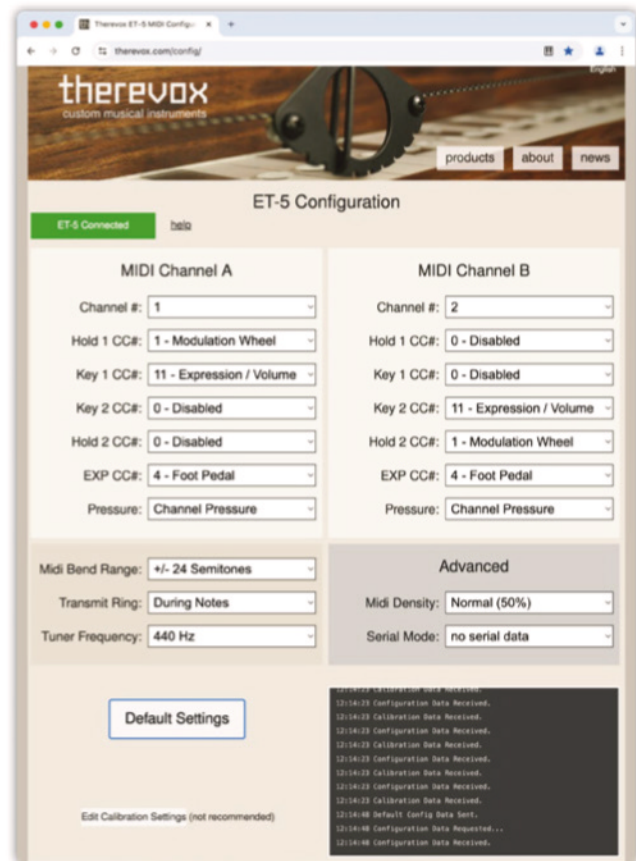 Therevox ET-5 MIDI Configu
therevox.com/config/
English
therevox
custom musical instruments
products about news
ET-5 Configuration
ET-5 Connected help
MIDI Channel A
Channel #: 1
Hold 1 CC#: 1 - Modulation Wheel
Key 1 CC#: 11 - Expression / Volume
Key 2 CC#: 0 - Disabled
Hold 2 CC#: 0 - Disabled
EXP CC#: 4 - Foot Pedal
Pressure: Channel Pressure
MIDI Channel B
Channel #: 2
Hold 1 CC#: 0 - Disabled
Key 1 CC#: 0 - Disabled
Key 2 CC#: 11 - Expression / Volume
Hold 2 CC#: 1 - Modulation Wheel
EXP CC#: 4 - Foot Pedal
Pressure: Channel Pressure
Midi Bend Range: +/- 24 Semitones
Transmit Ring: During Notes
Tuner Frequency: 440 Hz
Advanced
Midi Density: Normal (50%)
Serial Mode: no serial data
Default Settings
Edit Calibration Settings (not recommended)
12:14:23 Calibration Data Received.
12:14:23 Configuration Data Received.
12:14:23 Calibration Data Received.
12:14:23 Configuration Data Received.
12:14:23 Calibration Data Received.
12:14:23 Configuration Data Received.
12:14:23 Calibration Data Received.
12:14:23 Configuration Data Received.
12:14:23 Calibration Data Received.
12:14:48 Default Config Data Sent.
12:14:48 Configuration Data Requested...
12:14:48 Configuration Data Received.